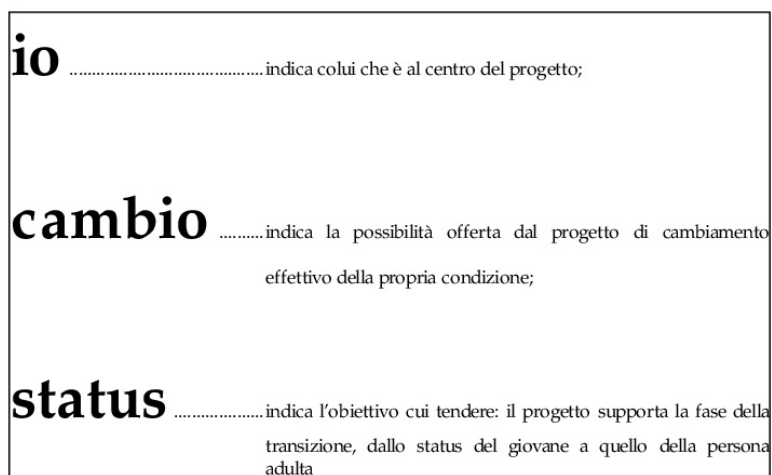 io ..........................................indica colui che è al centro del progetto;
cambio ..........indica la possibilità offerta dal progetto di cambiamento
effettivo della propria condizione;
status ....................indica l’obiettivo cui tendere: il progetto supporta la fase della
transizione, dallo status del giovane a quello della persona
adulta